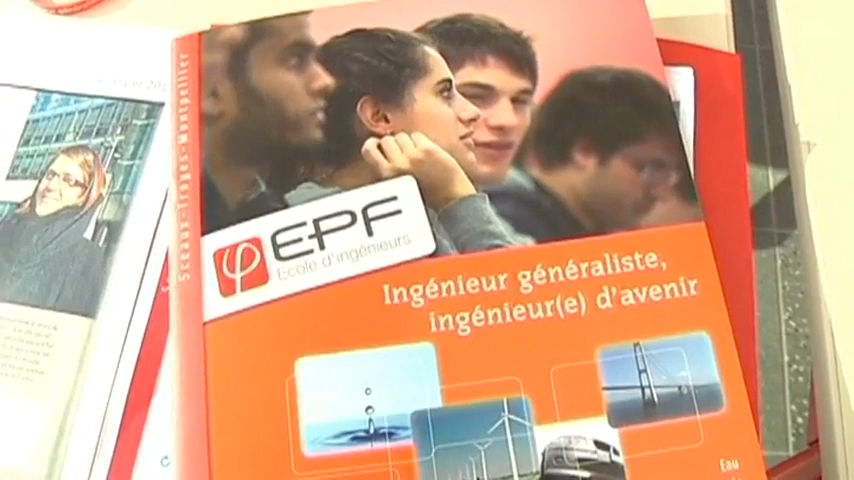 Sceaux-Troyes-Montpellier
EPF
École d'ingénieurs
Ingénieur généraliste,
ingénieur(e) d'avenir
Eau